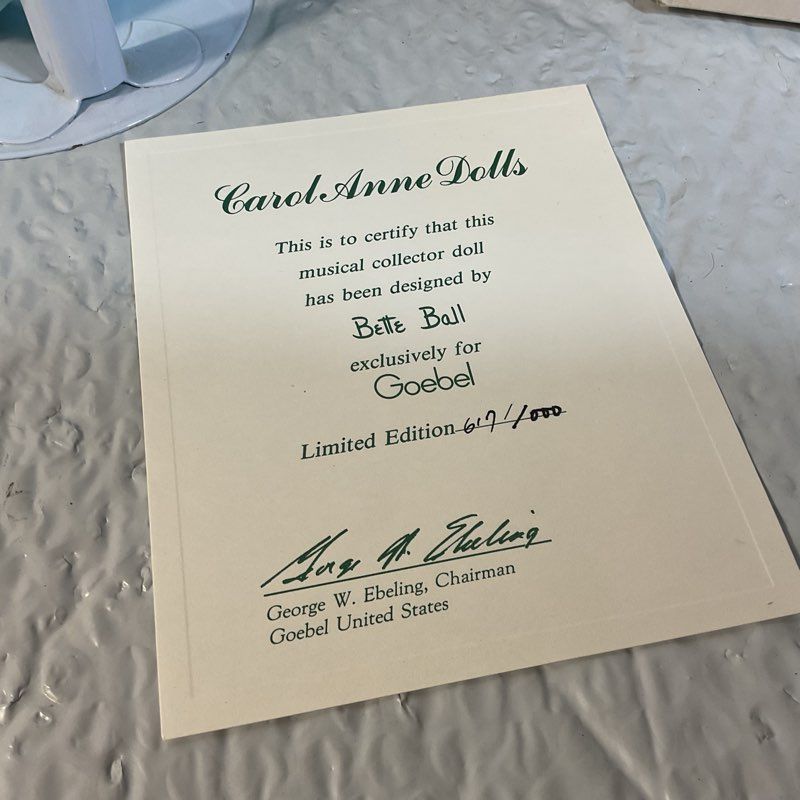 Carol Anne Dolls
This is to certify that this
musical collector doll
has been designed by
Bette Ball
exclusively for
Goebel
Limited Edition 617/1000
George W. Ebeling
George W. Ebeling, Chairman
Goebel United States